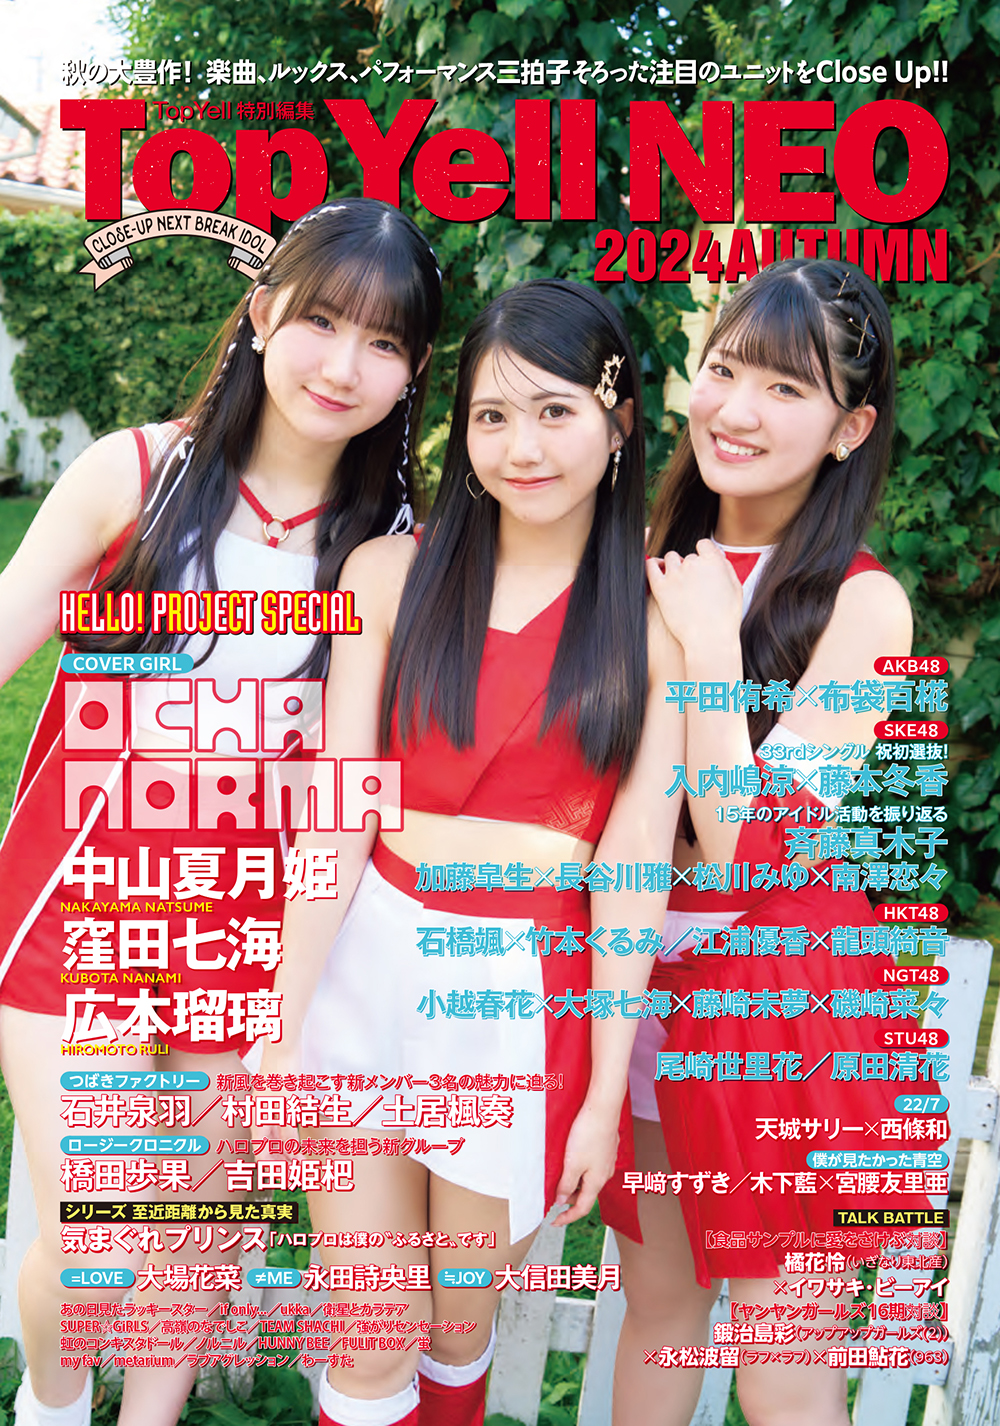 秋の大豊作！ 楽曲、ルックス、パフォーマンス三拍子そろった注目のユニットをClose Up!!
TopYell 特別編集
TopYell NEO
2024AUTUMN
CLOSE-UP NEXT BREAK IDOL
HELLO! PROJECT SPECIAL
COVER GIRL
OCHA
NORMA
中山夏月姫
NAKAYAMA NATSUME
窪田七海
KUBOTA NANAMI
広本瑠璃
HIROMOTO RULI
つばきファクトリー 新風を巻き起こす新メンバー3名の魅力に迫る!
石井泉羽／村田結生／土居楓奏
ロージークロニクル ハロプロの未来を担う新グループ
橋田歩果／吉田姫杷
シリーズ 至近距離から見た真実
気まぐれプリンス「ハロプロは僕の〝ふるさと〟です」
=LOVE 大場花菜 ≠ME 永田詩央里 ≒JOY 大信田美月
あの日見たラッキースター／if only...／ukka／衛星とカラテア
SUPER☆GiRLS／高嶺のなでしこ／TEAM SHACHI／強がりセンセーション
虹のコンキスタドール／ノルニル／HUNNY BEE／FULIT BOX／蛍
my fav／metarium／ラフアグレッション／わーすた
AKB48
平田侑希×布袋百椛
SKE48
33rdシングル 祝初選抜!
入内嶋涼×藤本冬香
15年のアイドル活動を振り返る
斉藤真木子
加藤皐生×長谷川雅×松川みゆ×南澤恋々
HKT48
石橋颯×竹本くるみ／江浦優香×龍頭綺音
NGT48
小越春花×大塚七海×藤崎未夢×磯崎菜々
STU48
尾崎世里花／原田清花
22/7
天城サリー×西條和
僕が見たかった青空
早﨑すずき／木下藍×宮腰友里亜
TALK BATTLE
【食品サンプルに愛をさけぶ対談】
橘花怜（いぎなり東北産）
×イワサキ・ビーアイ
【ヤンヤンガールズ16期対談】
鍛治島彩（アップアップガールズ(2)）
×永松波留（ラフ×ラフ）×前田鮎花（963）